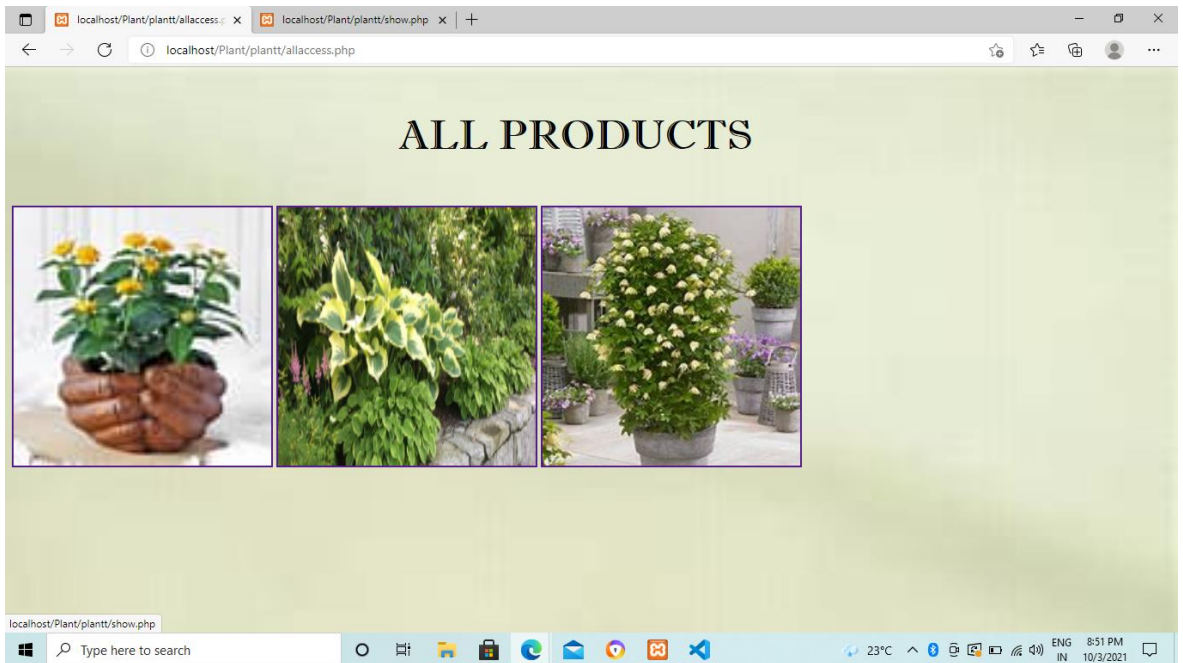 localhost/Plant/plantt/allaccess.p
localhost/Plant/plantt/show.php
localhost/Plant/plantt/allaccess.php
ALL PRODUCTS
localhost/Plant/plantt/show.php
Type here to search
23°C
ENG
IN
8:51 PM
10/3/2021